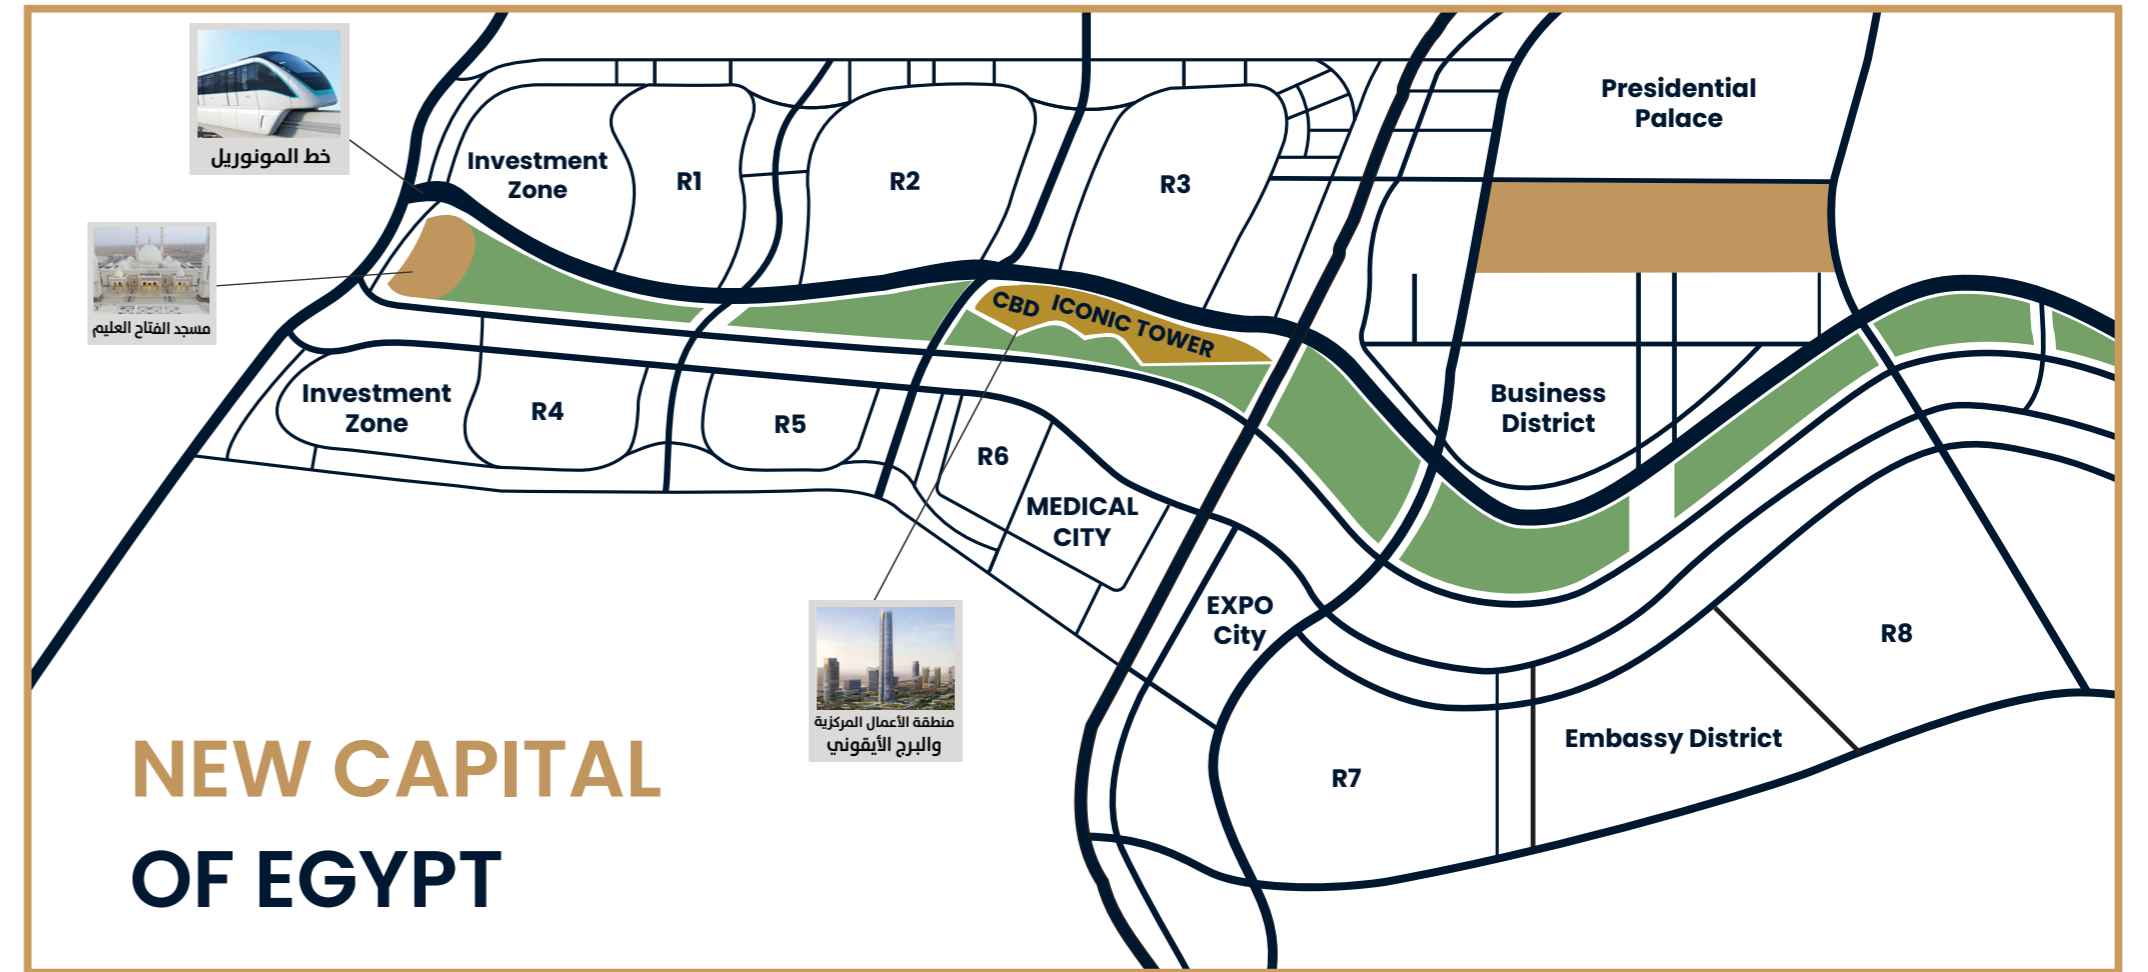 خط المونوريل
Presidential
Palace
Investment
Zone
R1
R2
R3
مسجد الفتاح العليم
CBD ICONIC TOWER
Investment
Zone
R4
R5
R6
Business
District
MEDICAL
CITY
EXPO
City
R8
منطقة الأعمال المركزية
والبرج الأيقوني
Embassy District
R7
NEW CAPITAL
OF EGYPT